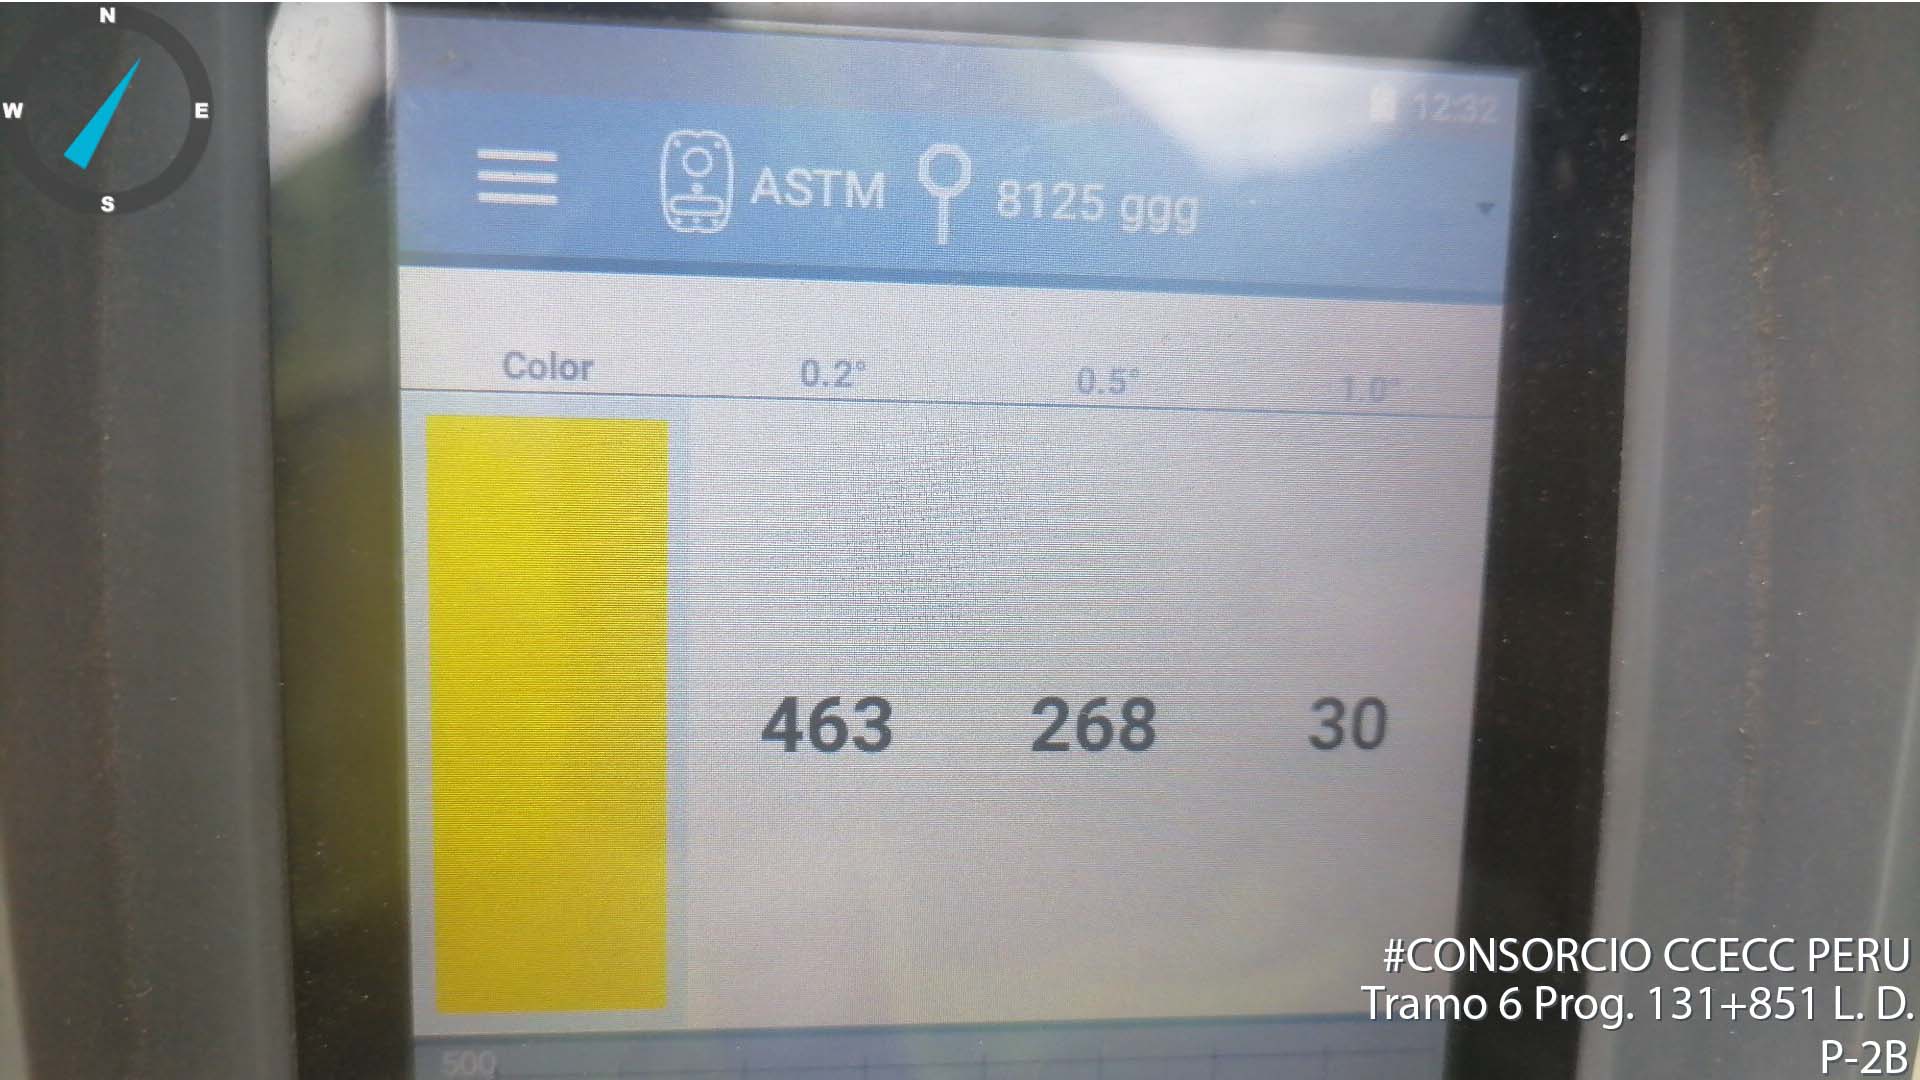 N
W E
S
12:32
ASTM 8125 ggg
Color 0.2° 0.5° 1.0°
463 268 30
500
#CONSORCIO CCECC PERU
Tramo 6 Prog. 131+851 L. D.
P-2B